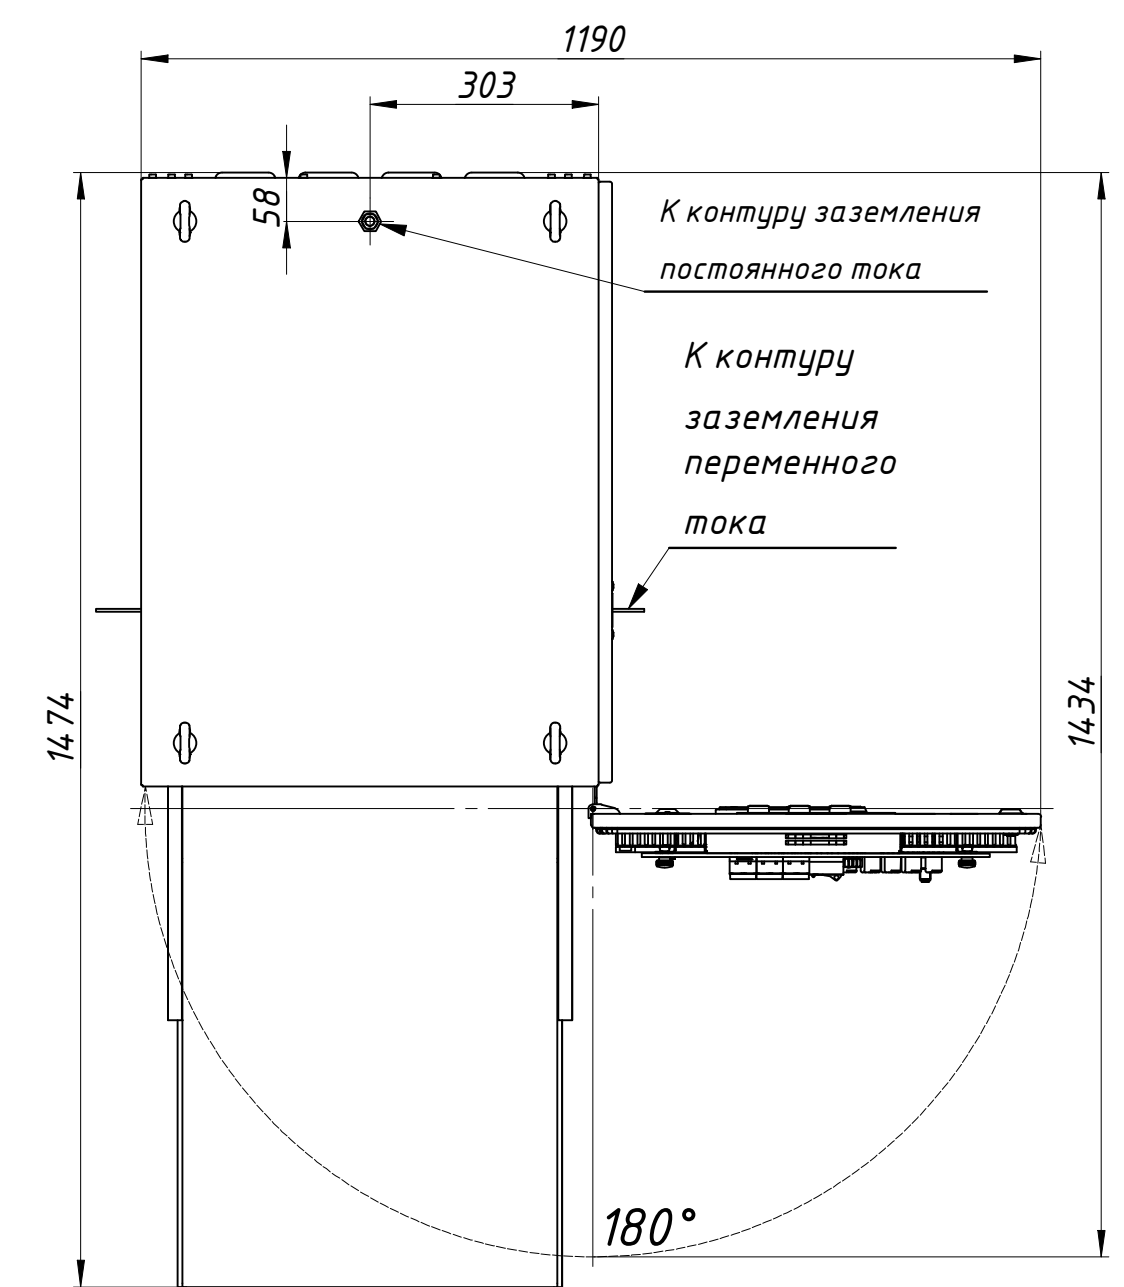 1190
303
58
К контуру заземления
постоянного тока
К контуру
заземления
переменного
тока
1474
1434
180°